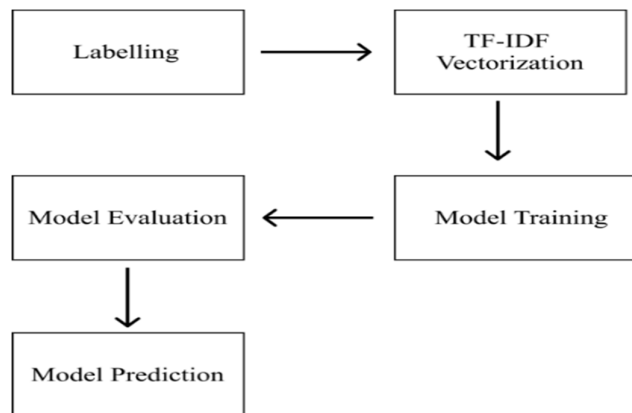 Labelling
TF-IDF
Vectorization
Model Training
Model Evaluation
Model Prediction